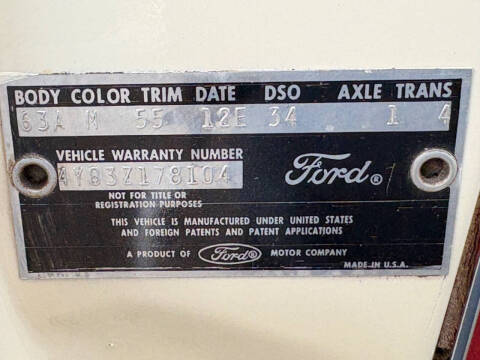 BODY COLOR TRIM DATE DSO AXLE TRANS
63A M 55 12E 34 1 4
VEHICLE WARRANTY NUMBER
4Y83Z178104
Ford®
NOT FOR TITLE OR
REGISTRATION PURPOSES
THIS VEHICLE IS MANUFACTURED UNDER UNITED STATES
AND FOREIGN PATENTS AND PATENT APPLICATIONS
A PRODUCT OF Ford® MOTOR COMPANY
MADE IN U.S.A.